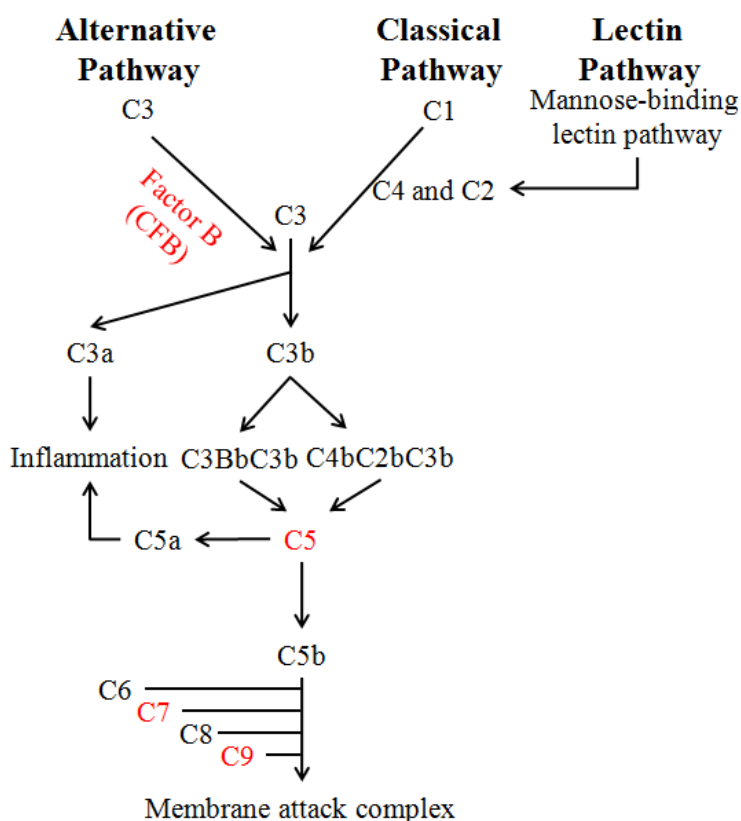 Alternative
Pathway
Classical
Pathway
Lectin
Pathway
C3
C1
Mannose-binding
lectin pathway
Factor B
(CFB)
C4 and C2
C3
C3a
C3b
Inflammation
C3BbC3b
C4bC2bC3b
C5a
C5
C5b
C6
C7
C8
C9
Membrane attack complex